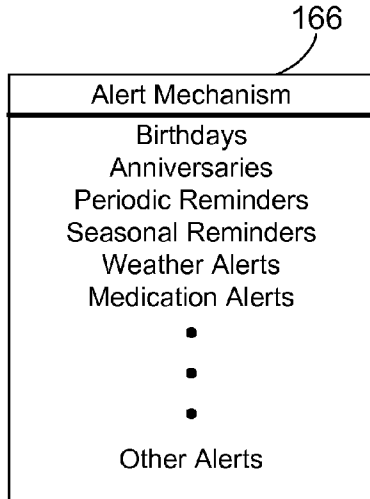 166
Alert Mechanism
Birthdays
Anniversaries
Periodic Reminders
Seasonal Reminders
Weather Alerts
Medication Alerts
•
•
•
Other Alerts